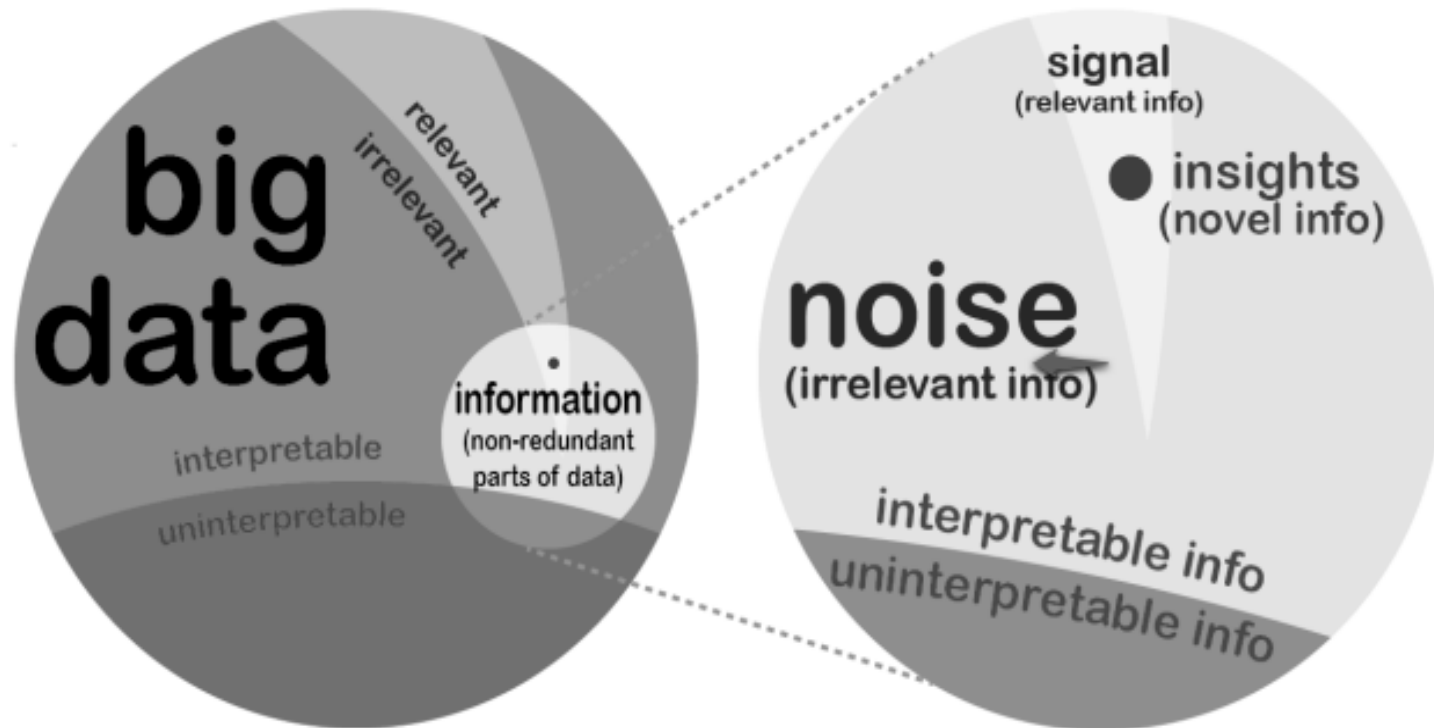 big
data
relevant
irrelevant
information
(non-redundant
parts of data)
interpretable
uninterpretable
signal
(relevant info)
insights
(novel info)
noise
(irrelevant info)
interpretable info
uninterpretable info